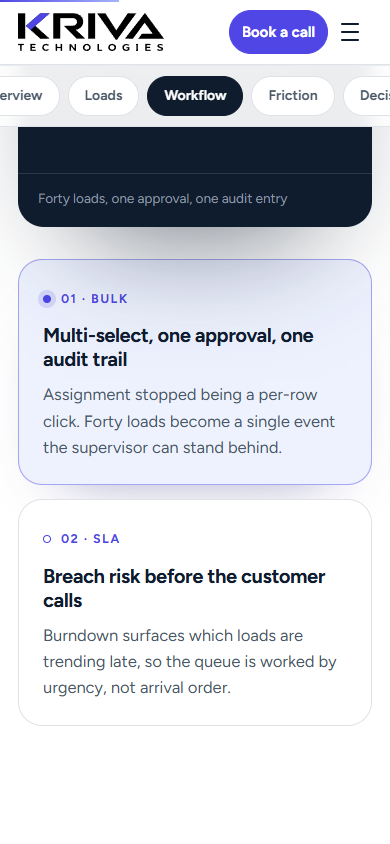 KRIVA
TECHNOLOGIES
Book a call
erview
Loads
Workflow
Friction
Decis
Forty loads, one approval, one audit entry
01 · BULK
Multi-select, one approval, one
audit trail
Assignment stopped being a per-row
click. Forty loads become a single event
the supervisor can stand behind.
02 · SLA
Breach risk before the customer
calls
Burndown surfaces which loads are
trending late, so the queue is worked by
urgency, not arrival order.